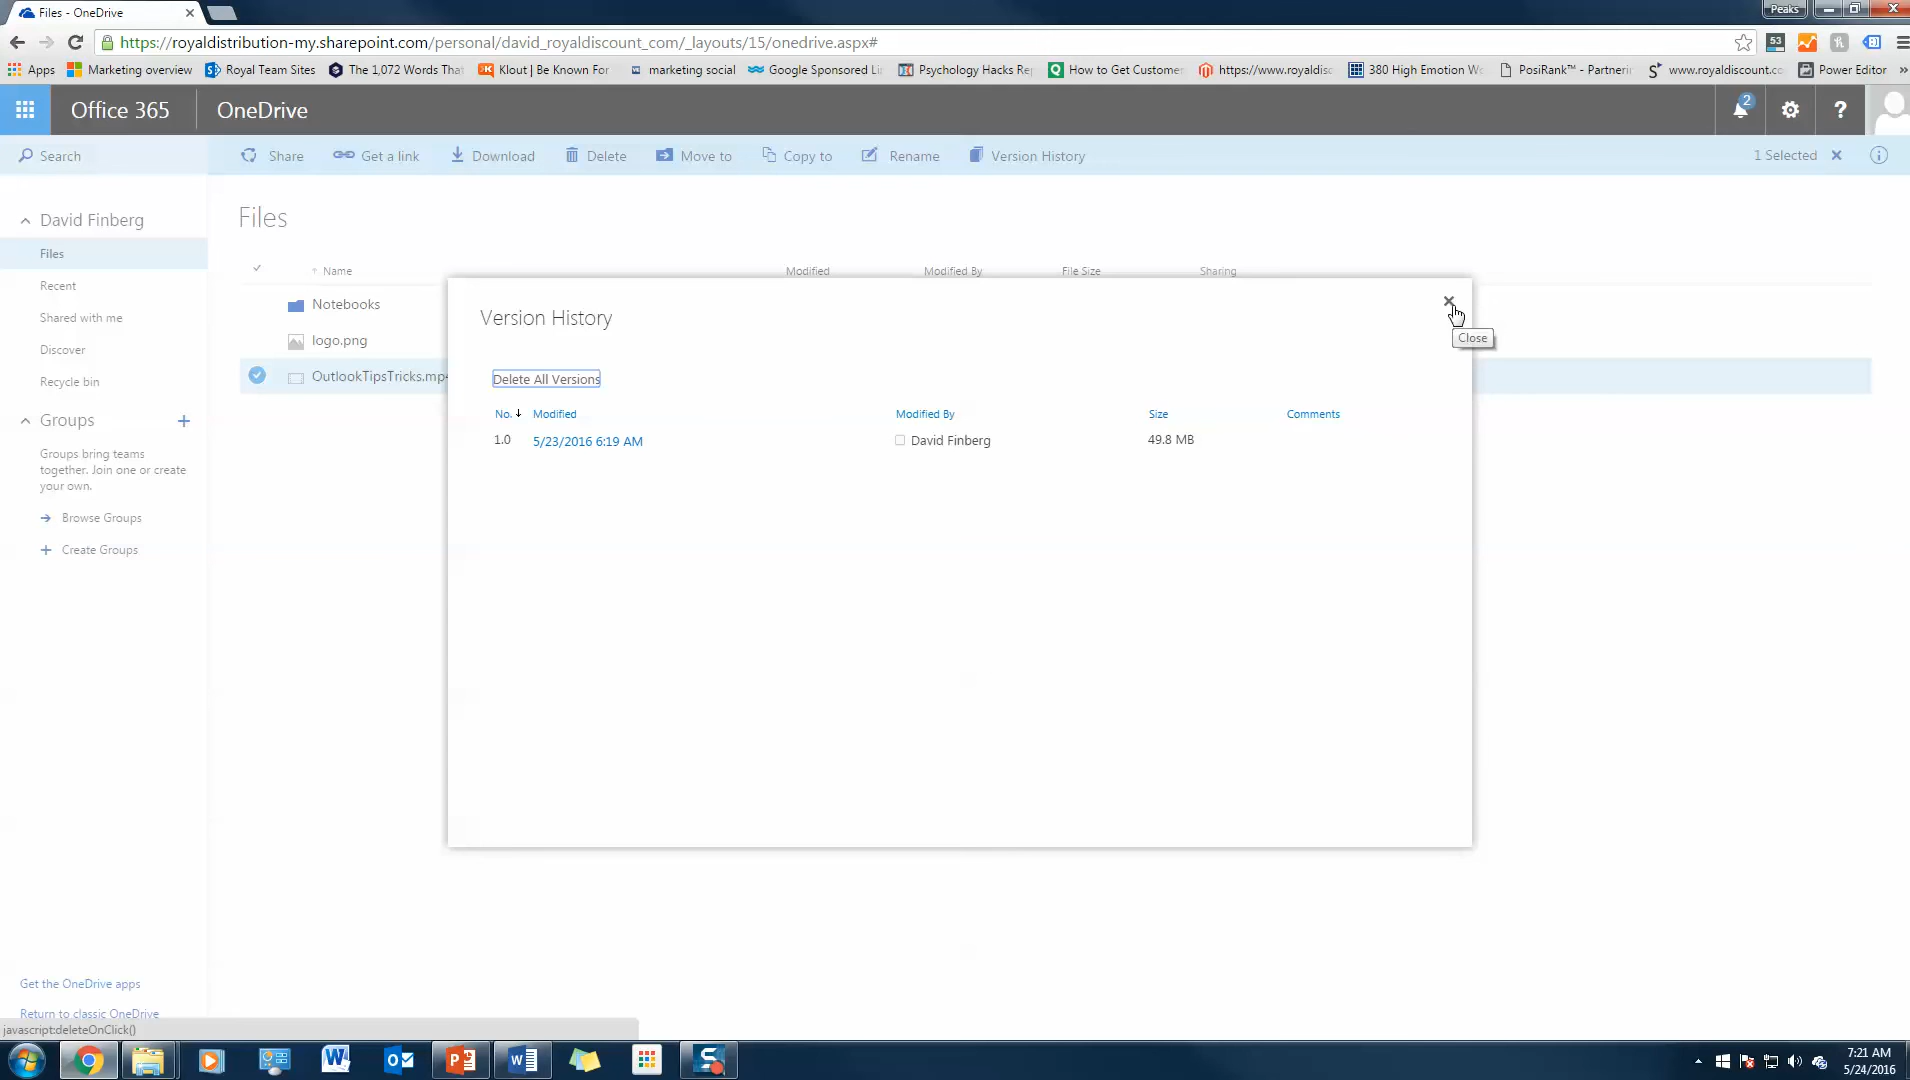 Files - OneDrive
Peaks
https://royaldistribution-my.sharepoint.com/personal/david_royaldiscount_com/_layouts/15/onedrive.aspx#
53
Apps Marketing overview Royal Team Sites The 1,072 Words Tha Klout | Be Known For marketing social Google Sponsored Li Psychology Hacks Re How to Get Custome https://www.royaldisc 380 High Emotion W PosiRank™ - Partnerin www.royaldiscount.co Power Editor »
Office 365 OneDrive 2 ?
Search Share Get a link Download Delete Move to Copy to Rename Version History 1 Selected
David Finberg
Files
Recent
Shared with me
Discover
Recycle bin
Groups
Groups bring teams
together. Join one or create
your own.
Browse Groups
Create Groups
Get the OneDrive apps
Return to classic OneDrive
javascript:deleteOnClick()
Files
Name Modified Modified By File Size Sharing
Notebooks
logo.png
OutlookTipsTricks.mp
Version History
Close
Delete All Versions
No. Modified Modified By Size Comments
1.0 5/23/2016 6:19 AM David Finberg 49.8 MB
7:21 AM
5/24/2016